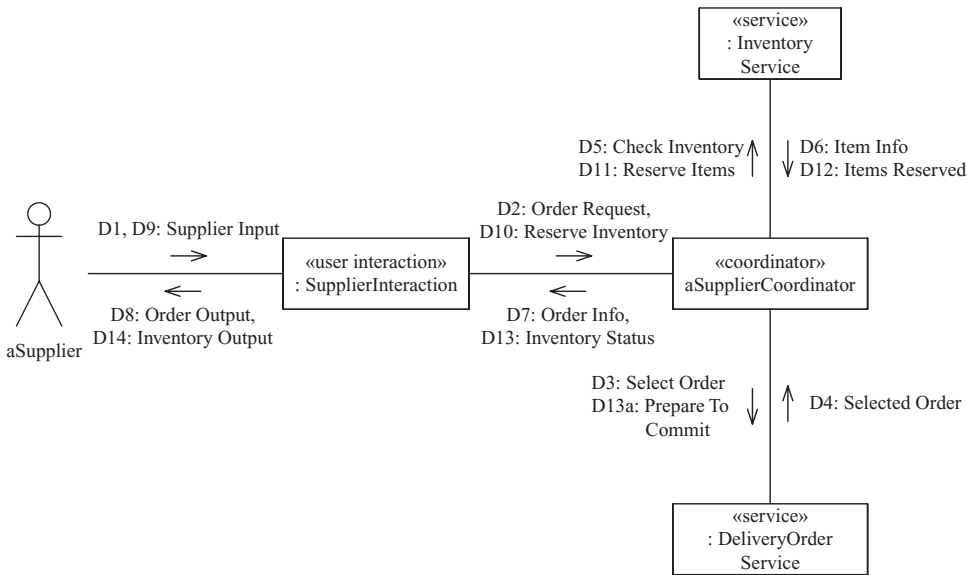 «service»
: Inventory
Service
D5: Check Inventory
D11: Reserve Items
D6: Item Info
D12: Items Reserved
D1, D9: Supplier Input
D2: Order Request,
D10: Reserve Inventory
«user interaction»
: SupplierInteraction
«coordinator»
aSupplierCoordinator
D8: Order Output,
D14: Inventory Output
D7: Order Info,
D13: Inventory Status
aSupplier
D3: Select Order
D13a: Prepare To
Commit
D4: Selected Order
«service»
: DeliveryOrder
Service